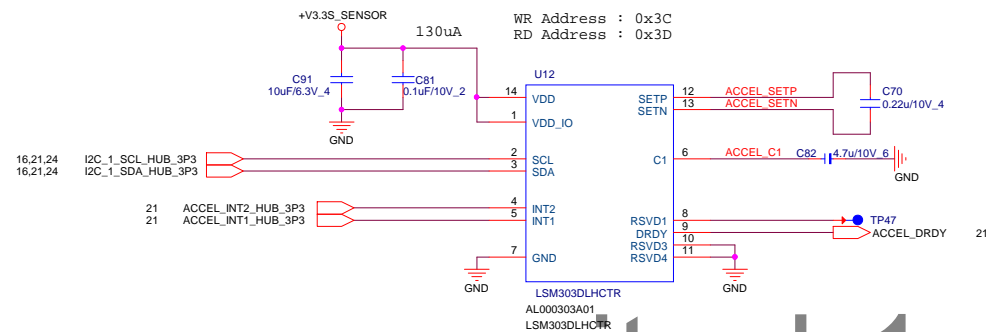 +V3.3S_SENSOR
130uA
WR Address : 0x3C
RD Address : 0x3D
C91
10uF/6.3V_4
C81
0.1uF/10V_2
GND
U12
14 VDD
1 VDD_IO
2 SCL
3 SDA
4 INT2
5 INT1
7 GND
SETP 12 ACCEL_SETP
SETN 13 ACCEL_SETN
C1 6 ACCEL_C1
RSVD1 8
DRDY 9
RSVD3 10
RSVD4 11
C70
0.22u/10V_4
C82 4.7u/10V_6
GND
16,21,24 I2C_1_SCL_HUB_3P3
16,21,24 I2C_1_SDA_HUB_3P3
21 ACCEL_INT2_HUB_3P3
21 ACCEL_INT1_HUB_3P3
TP47
ACCEL_DRDY 21
GND
GND
LSM303DLHCTR
AL000303A01
LSM303DLHCTR